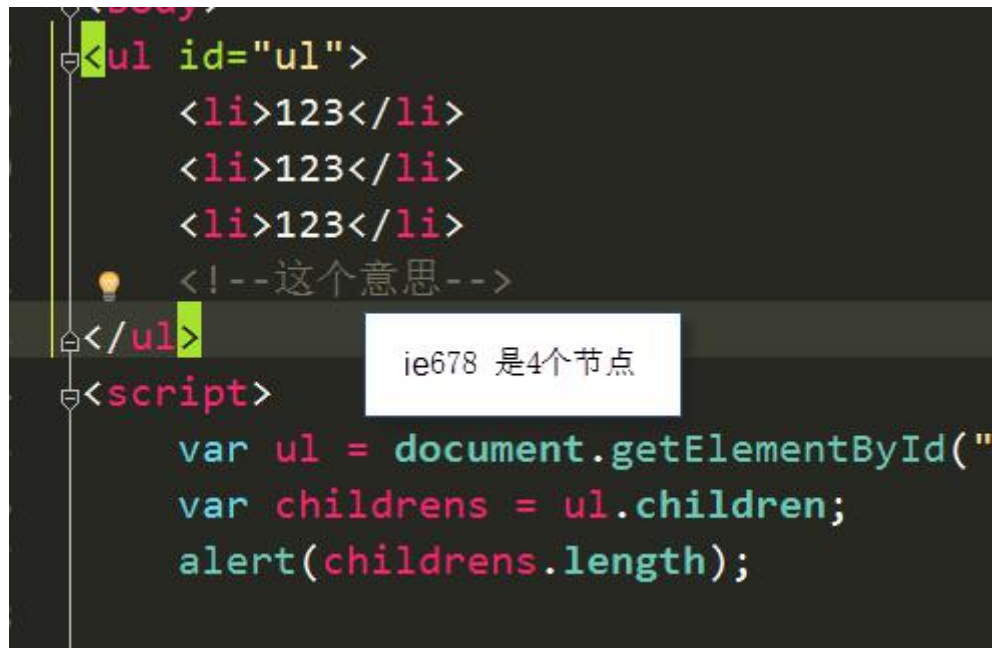 <body>
<ul id="ul">
<li>123</li>
<li>123</li>
<li>123</li>
<!--这个意思-->
</ul>
ie678 是4个节点
<script>
var ul = document.getElementById("
var childrens = ul.children;
alert(childrens.length);